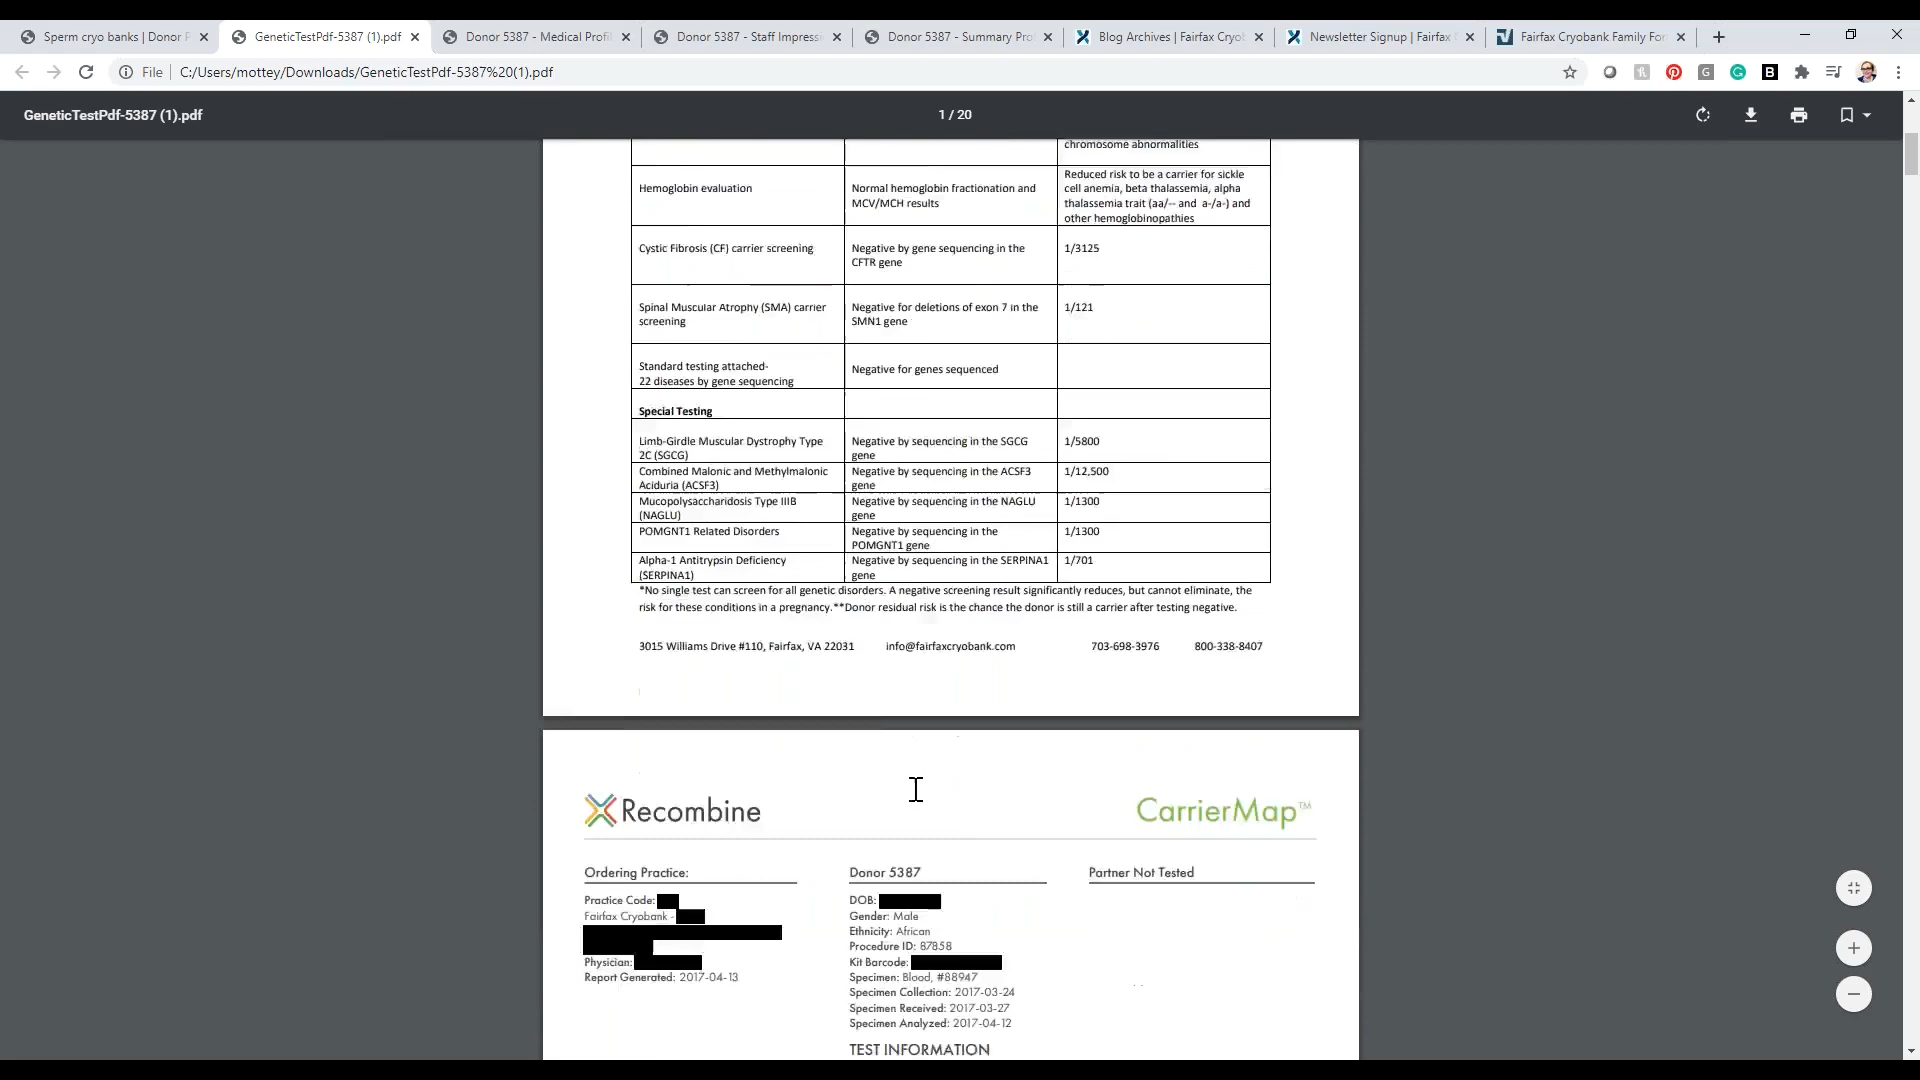 Sperm cryo banks | Donor P
GeneticTestPdf-5387 (1).pdf
Donor 5387 - Medical Profi
Donor 5387 - Staff Impressi
Donor 5387 - Summary Pro
Blog Archives | Fairfax Cryob
Newsletter Signup | Fairfax
Fairfax Cryobank Family For
File C:/Users/mottey/Downloads/GeneticTestPdf-5387%20(1).pdf
GeneticTestPdf-5387 (1).pdf
1 / 20
chromosome abnormalities
Hemoglobin evaluation
Normal hemoglobin fractionation and
MCV/MCH results
Reduced risk to be a carrier for sickle
cell anemia, beta thalassemia, alpha
thalassemia trait (aa/-- and a-/a-) and
other hemoglobinopathies
Cystic Fibrosis (CF) carrier screening
Negative by gene sequencing in the
CFTR gene
1/3125
Spinal Muscular Atrophy (SMA) carrier
screening
Negative for deletions of exon 7 in the
SMN1 gene
1/121
Standard testing attached-
22 diseases by gene sequencing
Negative for genes sequenced
Special Testing
Limb-Girdle Muscular Dystrophy Type
2C (SGCG)
Negative by sequencing in the SGCG
gene
1/5800
Combined Malonic and Methylmalonic
Aciduria (ACSF3)
Negative by sequencing in the ACSF3
gene
1/12,500
Mucopolysaccharidosis Type IIIB
(NAGLU)
Negative by sequencing in the NAGLU
gene
1/1300
POMGNT1 Related Disorders
Negative by sequencing in the
POMGNT1 gene
1/1300
Alpha-1 Antitrypsin Deficiency
(SERPINA1)
Negative by sequencing in the SERPINA1
gene
1/701
*No single test can screen for all genetic disorders. A negative screening result significantly reduces, but cannot eliminate, the
risk for these conditions in a pregnancy.**Donor residual risk is the chance the donor is still a carrier after testing negative.
3015 Williams Drive #110, Fairfax, VA 22031 info@fairfaxcryobank.com 703-698-3976 800-338-8407
Recombine
CarrierMap™
Ordering Practice:
Practice Code:
Fairfax Cryobank -
Physician:
Report Generated: 2017-04-13
Donor 5387
DOB:
Gender: Male
Ethnicity: African
Procedure ID: 87858
Kit Barcode:
Specimen: Blood, #88947
Specimen Collection: 2017-03-24
Specimen Received: 2017-03-27
Specimen Analyzed: 2017-04-12
TEST INFORMATION
Partner Not Tested